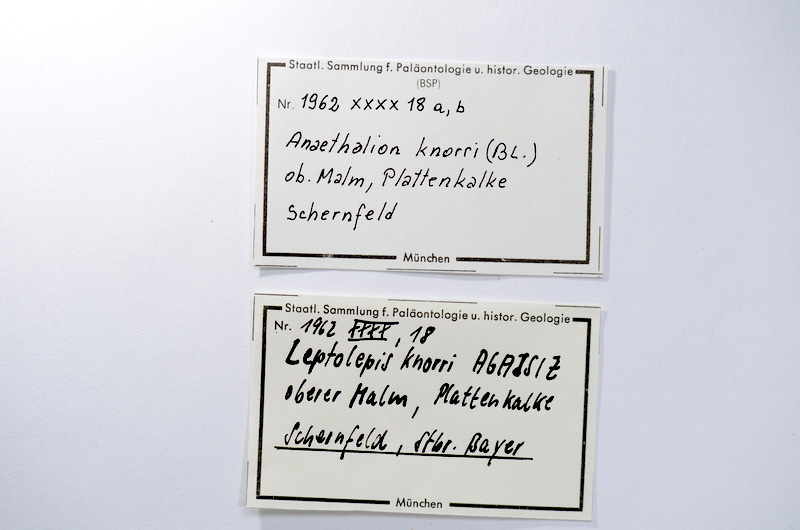 Staatl. Sammlung f. Paläontologie u. histor. Geologie
(BSP)
Nr. 1962 XXXX 18 a, b
Anaethalion knorri (BL.)
ob. Malm, Plattenkalke
Schernfeld
München
Staatl. Sammlung f. Paläontologie u. histor. Geologie
Nr. 1962 XXXX, 18
Leptolepis knorri AGASSIZ
oberer Malm, Plattenkalke
Schernfeld, Stbr. Bayer
München